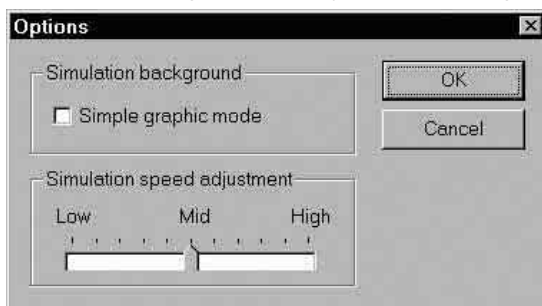 Options
Simulation background
Simple graphic mode
OK
Cancel
Simulation speed adjustment
Low Mid High